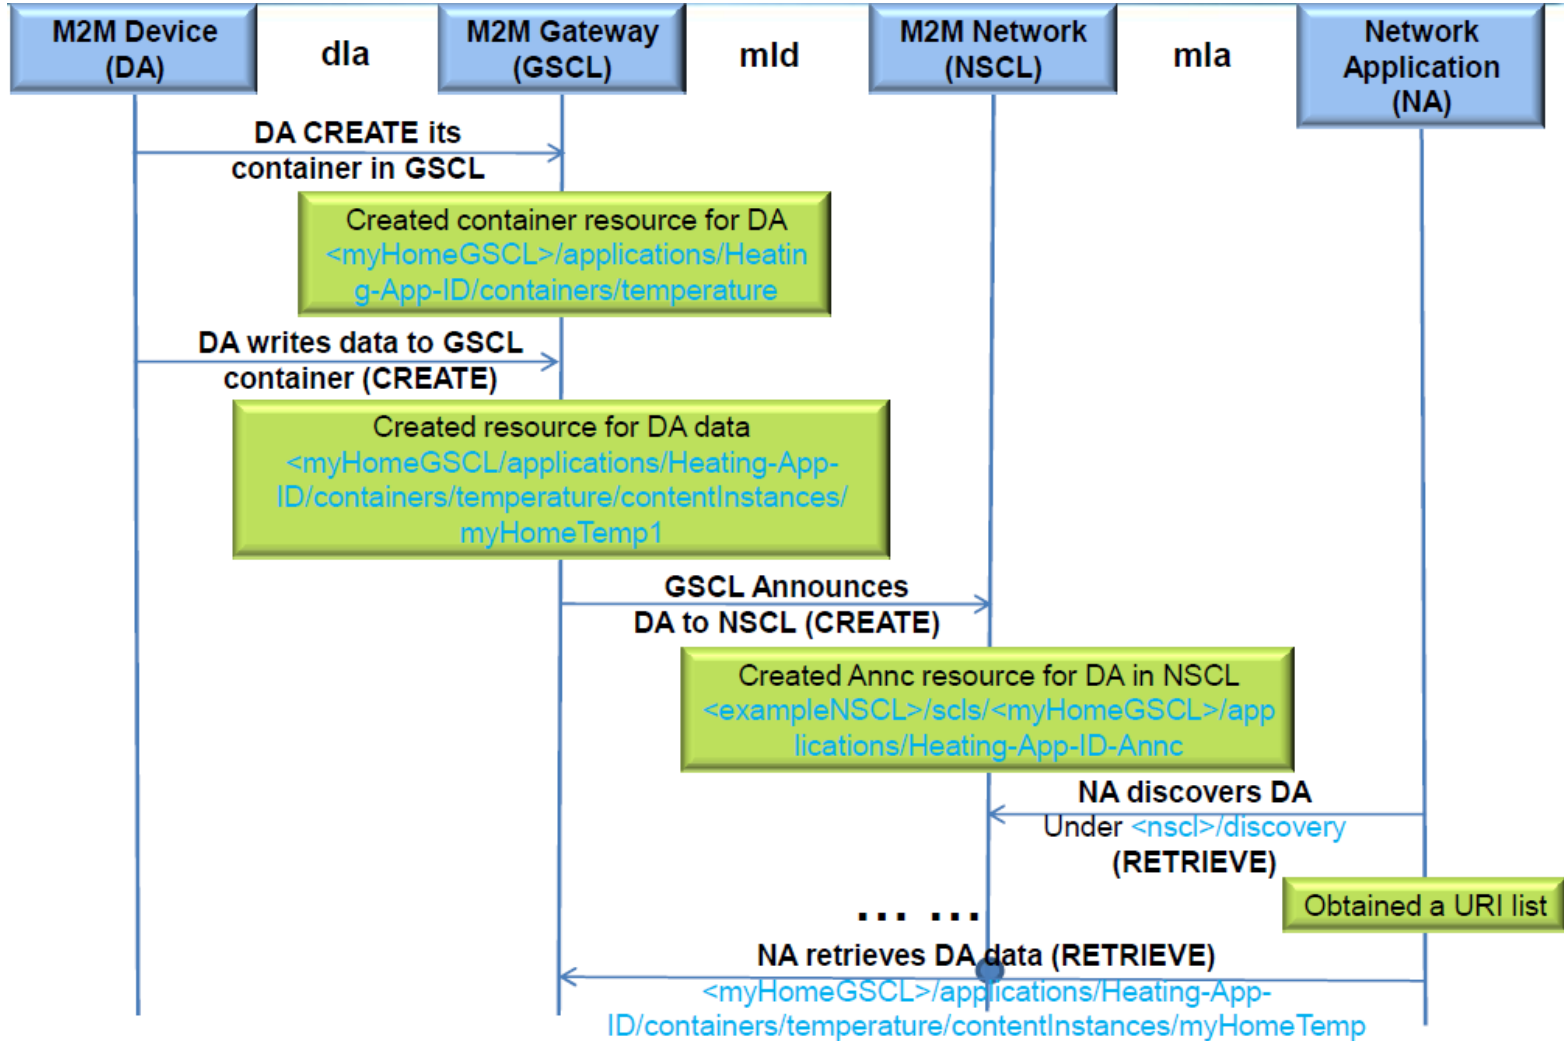 M2M Device
(DA)
dIa
M2M Gateway
(GSCL)
mId
M2M Network
(NSCL)
mIa
Network
Application
(NA)
DA CREATE its
container in GSCL
Created container resource for DA
<myHomeGSCL>/applications/Heatin
g-App-ID/containers/temperature
DA writes data to GSCL
container (CREATE)
Created resource for DA data
<myHomeGSCL/applications/Heating-App-
ID/containers/temperature/contentInstances/
myHomeTemp1
GSCL Announces
DA to NSCL (CREATE)
Created Annc resource for DA in NSCL
<exampleNSCL>/scls/<myHomeGSCL>/app
lications/Heating-App-ID-Annc
NA discovers DA
Under <nscl>/discovery
(RETRIEVE)
Obtained a URI list
... ...
NA retrieves DA data (RETRIEVE)
<myHomeGSCL>/applications/Heating-App-
ID/containers/temperature/contentInstances/myHomeTemp